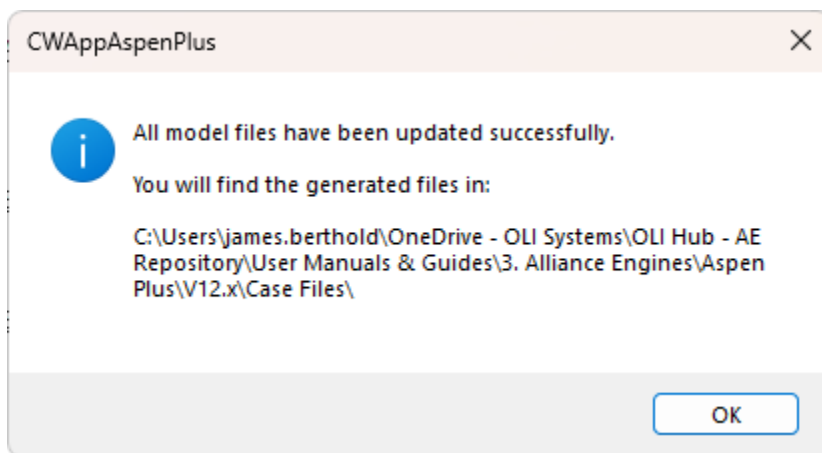 CWAppAspenPlus
All model files have been updated successfully.
You will find the generated files in:
C:\Users\james.berthold\OneDrive - OLI Systems\OLI Hub - AE
Repository\User Manuals & Guides\3. Alliance Engines\Aspen
Plus\V12.x\Case Files\
OK